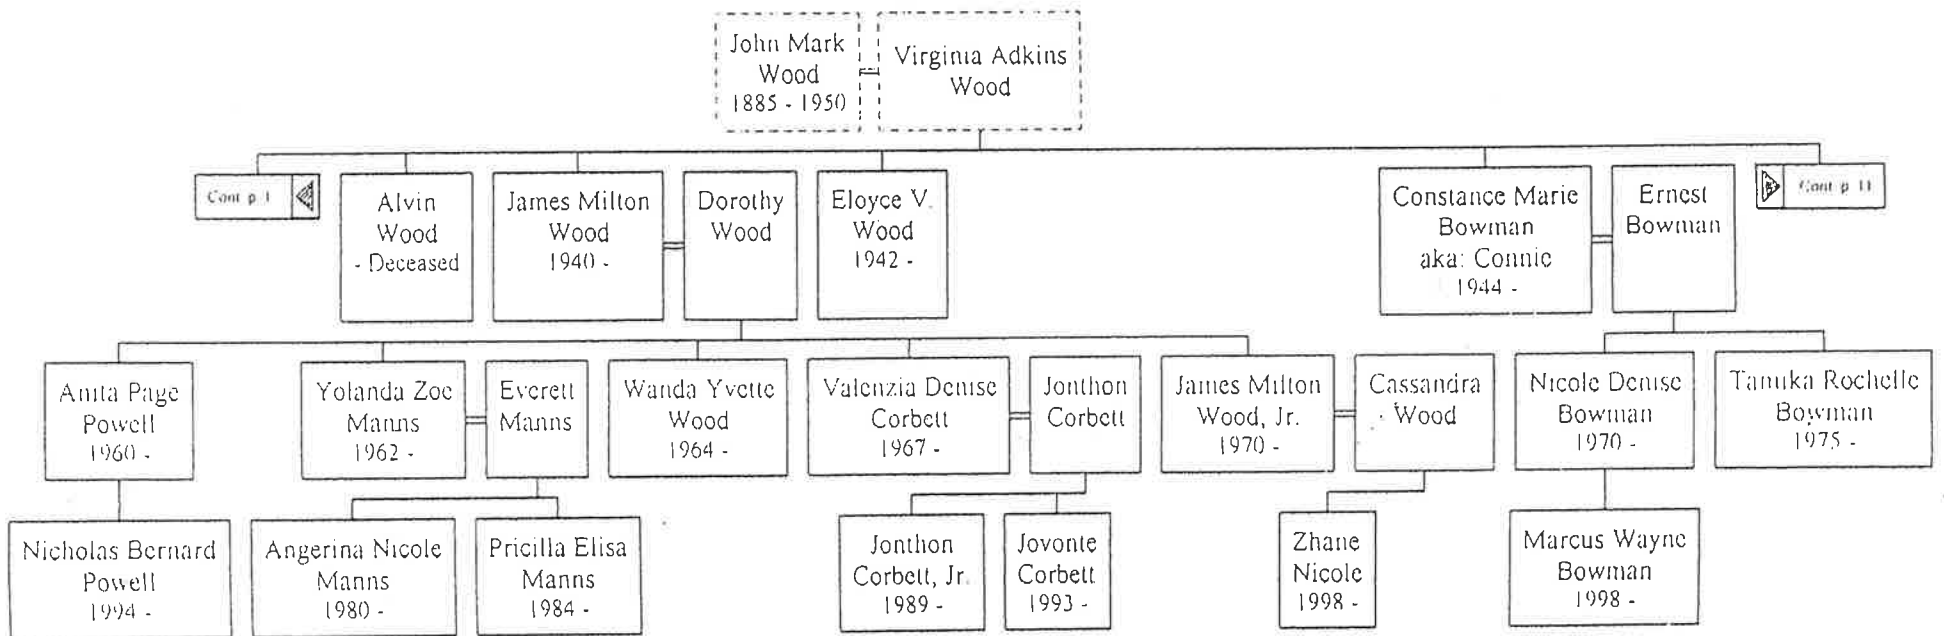 John Mark
Wood
1885 - 1950
Virginia Adkins
Wood
Cont p 1
Alvin
Wood
- Deceased
James Milton
Wood
1940 -
Dorothy
Wood
Eloyce V.
Wood
1942 -
Constance Marie
Bowman
aka: Connie
1944 -
Ernest
Bowman
Cont p 11
Anita Page
Powell
1960 -
Yolanda Zoe
Manns
1962 -
Everett
Manns
Wanda Yvette
Wood
1964 -
Valenzia Denise
Corbett
1967 -
Jonthon
Corbett
James Milton
Wood, Jr.
1970 -
Cassandra
Wood
Nicole Denise
Bowman
1970 -
Tamika Rochelle
Bowman
1975 -
Nicholas Bernard
Powell
1994 -
Angerina Nicole
Manns
1980 -
Pricilla Elisa
Manns
1984 -
Jonthon
Corbett, Jr.
1989 -
Jovonte
Corbett
1993 -
Zhane
Nicole
1998 -
Marcus Wayne
Bowman
1998 -